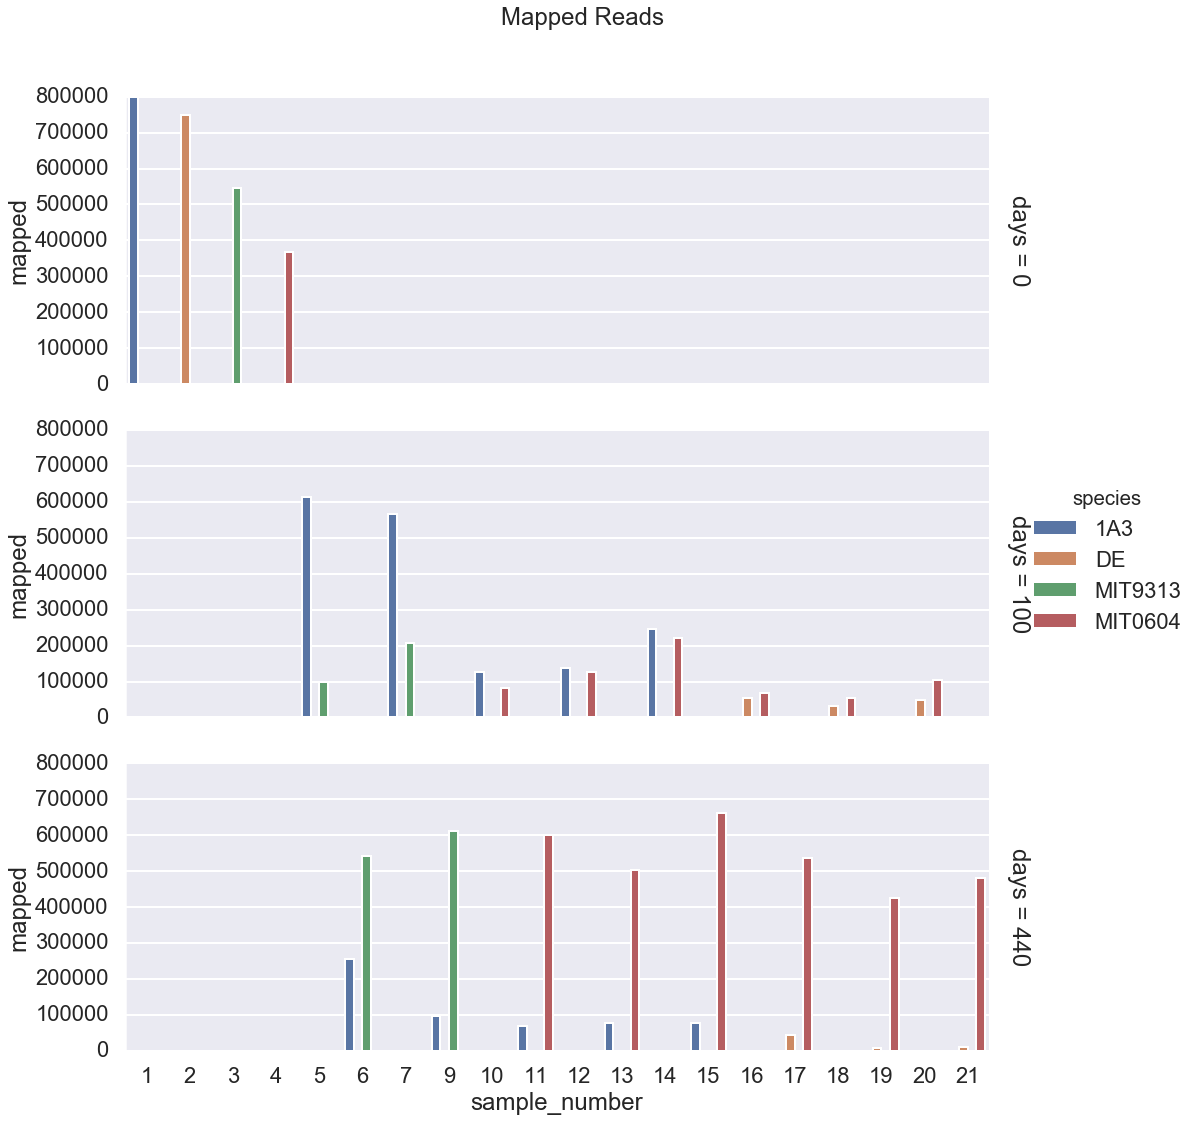 Mapped Reads
800000
700000
600000
500000
400000
300000
200000
100000
0
mapped
days = 0
800000
700000
600000
500000
400000
300000
200000
100000
0
mapped
days = 100
species
1A3
DE
MIT9313
MIT0604
800000
700000
600000
500000
400000
300000
200000
100000
0
mapped
days = 440
1 2 3 4 5 6 7 9 10 11 12 13 14 15 16 17 18 19 20 21
sample_number